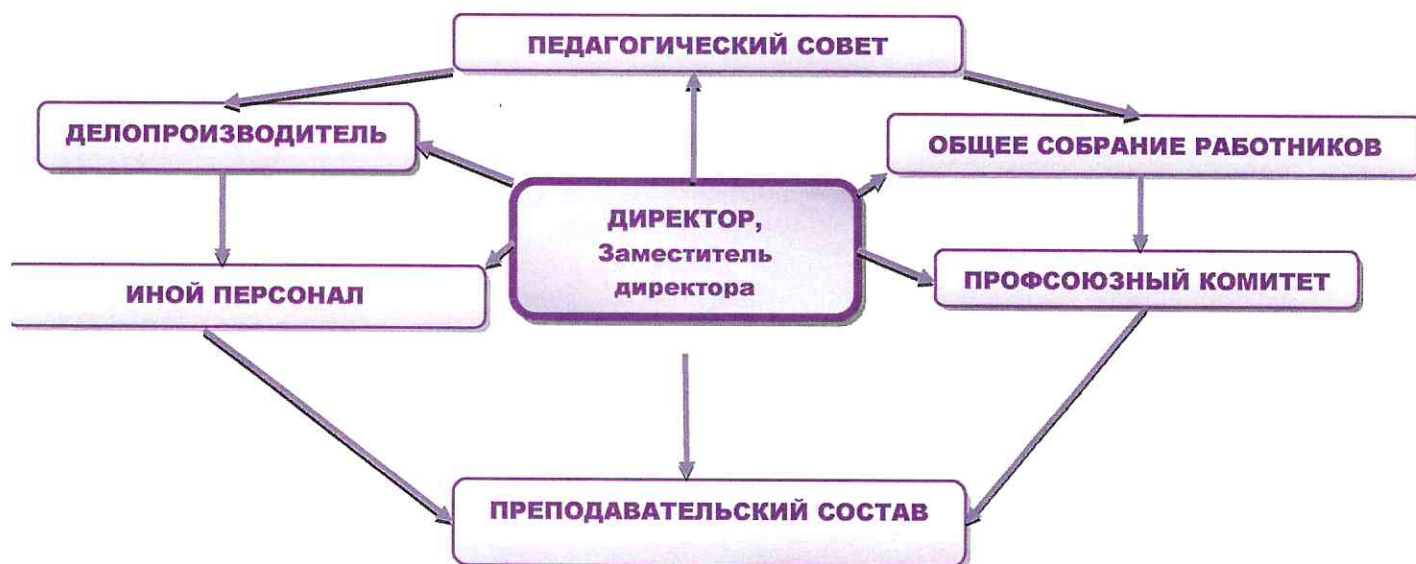 ПЕДАГОГИЧЕСКИЙ СОВЕТ
ДЕЛОПРОИЗВОДИТЕЛЬ
ОБЩЕЕ СОБРАНИЕ РАБОТНИКОВ
ДИРЕКТОР,
Заместитель
директора
ИНОЙ ПЕРСОНАЛ
ПРОФСОЮЗНЫЙ КОМИТЕТ
ПРЕПОДАВАТЕЛЬСКИЙ СОСТАВ